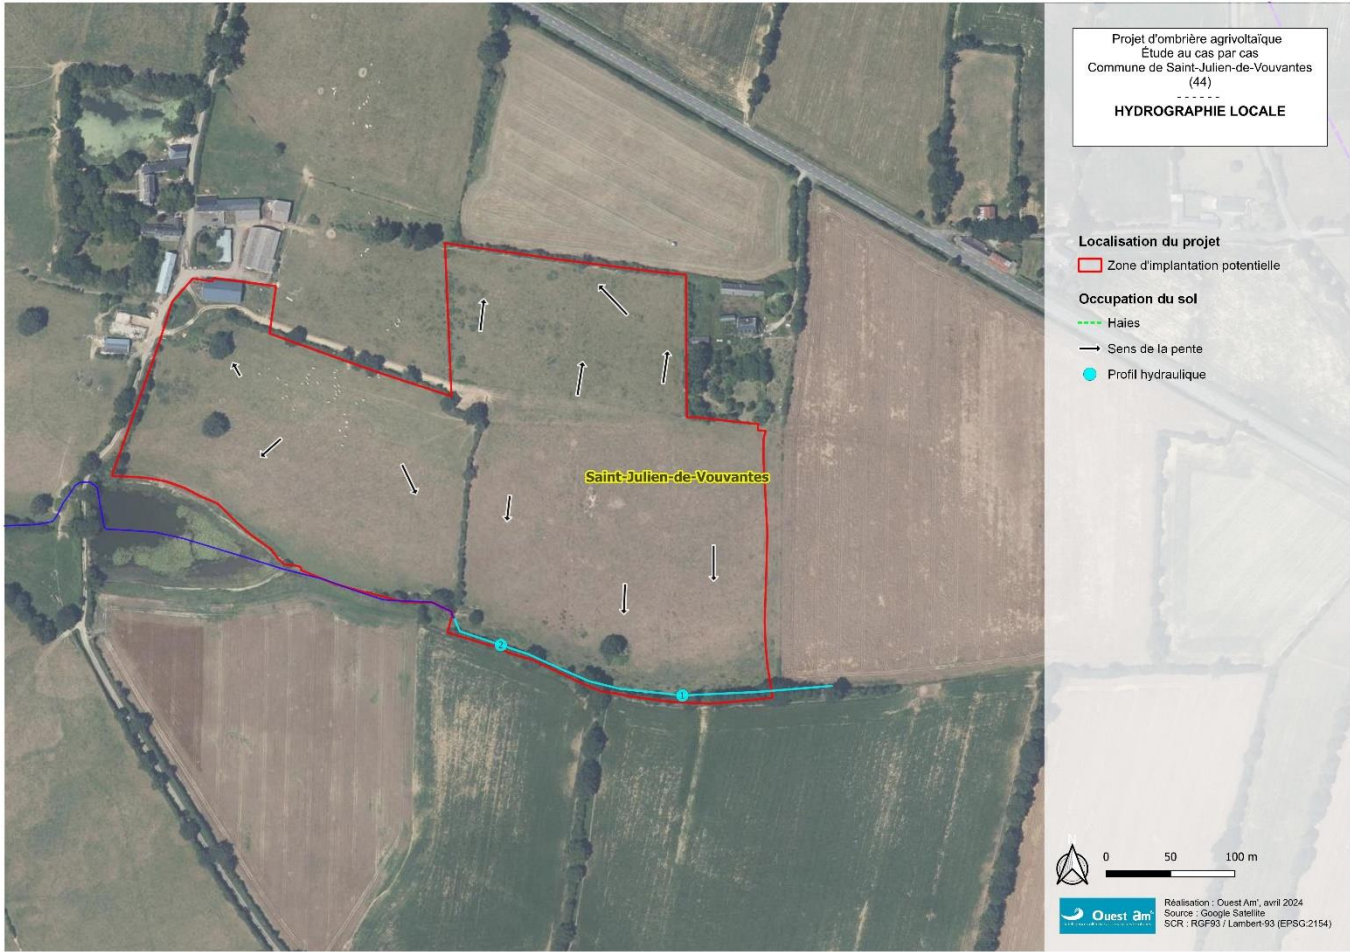 Projet d'ombrière agrivoltaïque
Étude au cas par cas
Commune de Saint-Julien-de-Vouvantes
(44)
- - - - - -
HYDROGRAPHIE LOCALE
Localisation du projet
Zone d'implantation potentielle
Occupation du sol
Haies
Sens de la pente
Profil hydraulique
Saint-Julien-de-Vouvantes
2
1
N
0 50 100 m
Ouest am'
Réalisation : Ouest Am', avril 2024
Source : Google Satellite
SCR : RGF93 / Lambert-93 (EPSG:2154)